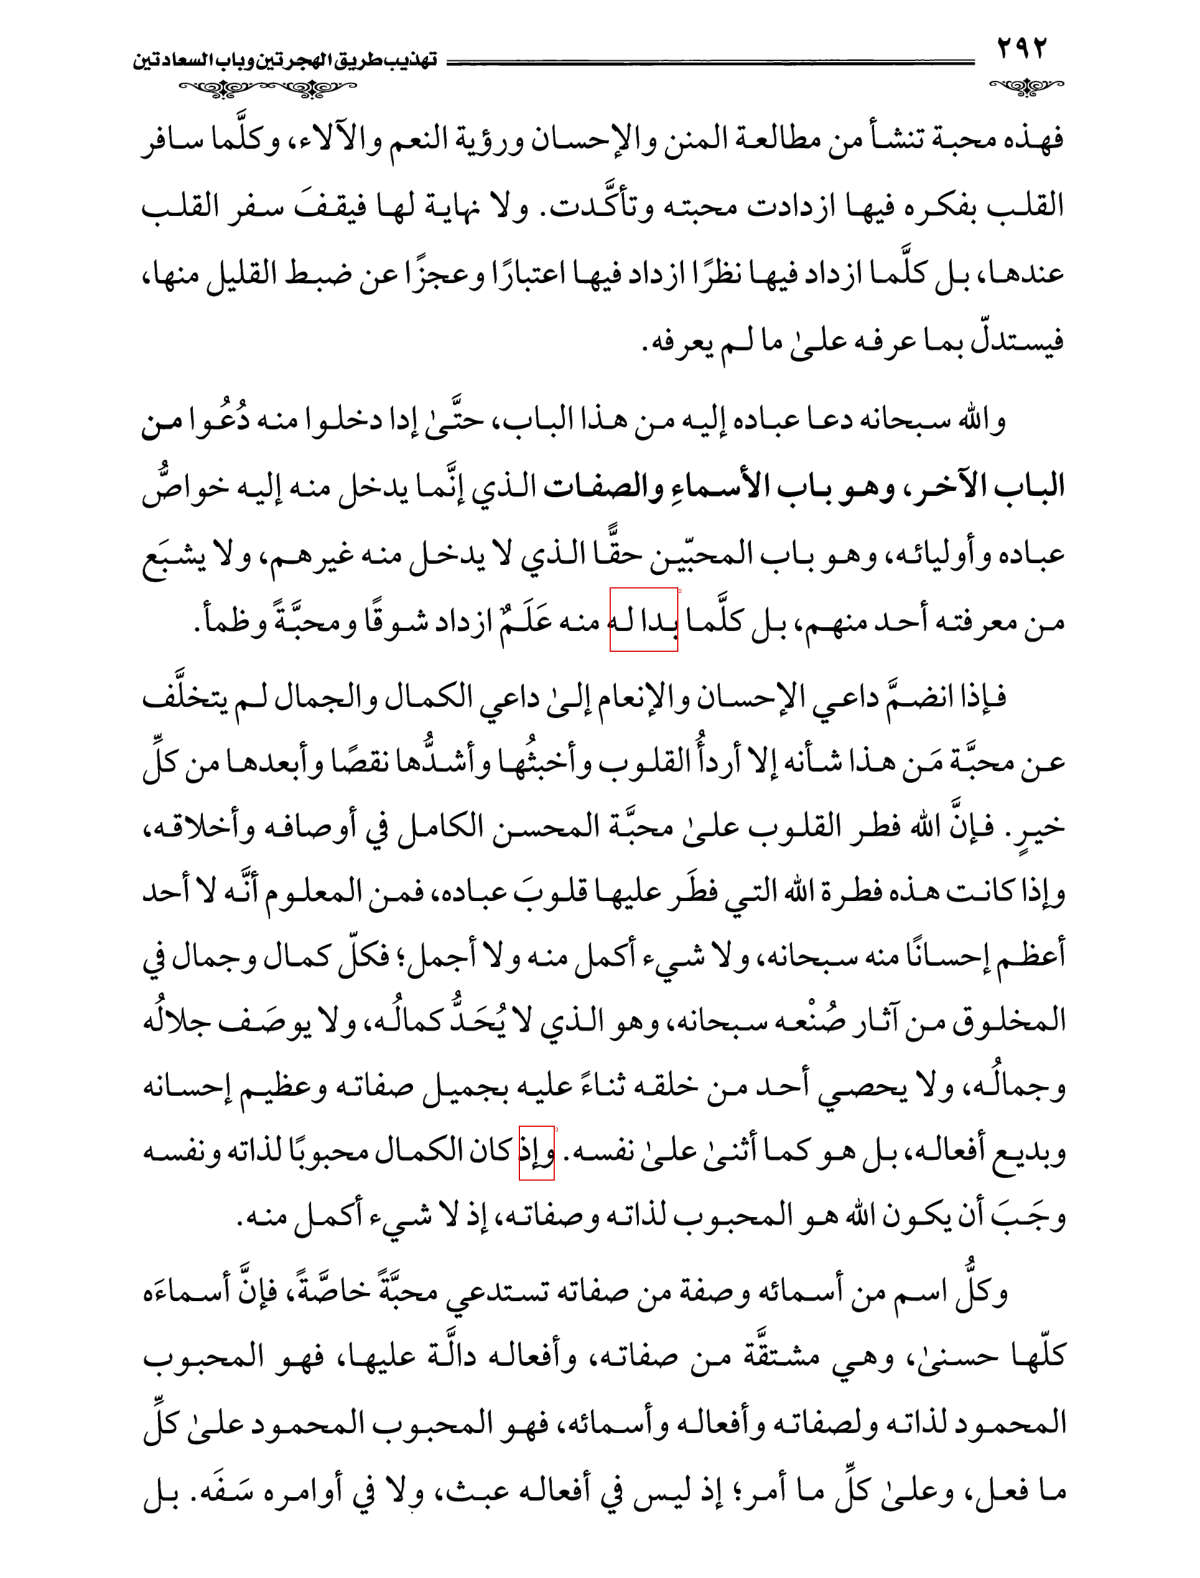 ٢٩٢
تهذيب طريق الهجرتين وباب السعادتين
فهذه محبة تنشأ من مطالعة المنن والإحسان ورؤية النعم والآلاء، وكلَّما سافر
القلب بفكره فيها ازدادت محبته وتأكَّدت. ولا نهاية لها فيقفَ سفر القلب
عندها، بل كلَّما ازداد فيها نظرًا ازداد فيها اعتبارًا وعجزًا عن ضبط القليل منها،
فيستدلّ بما عرفه علىٰ ما لم يعرفه.
والله سبحانه دعا عباده إليه من هذا الباب، حتَّىٰ إدا دخلوا منه دُعُوا من
الباب الآخر، وهو باب الأسماءِ والصفات الذي إنَّما يدخل منه إليه خواصُّ
عباده وأوليائه، وهو باب المحبّين حقًّا الذي لا يدخل منه غيرهم، ولا يشبَع
من معرفته أحد منهم، بل كلَّما بدا له منه عَلَمٌ ازداد شوقًا ومحبَّةً وظمأ.
فإذا انضمَّ داعي الإحسان والإنعام إلىٰ داعي الكمال والجمال لم يتخلَّف
عن محبَّة مَن هذا شأنه إلا أردأُ القلوب وأخبثُها وأشدُّها نقصًا وأبعدها من كلِّ
خيرٍ. فإنَّ الله فطر القلوب علىٰ محبَّة المحسن الكامل في أوصافه وأخلاقه،
وإذا كانت هذه فطرة الله التي فطَر عليها قلوبَ عباده، فمن المعلوم أنَّه لا أحد
أعظم إحسانًا منه سبحانه، ولا شيء أكمل منه ولا أجمل؛ فكلّ كمال وجمال في
المخلوق من آثار صُنْعه سبحانه، وهو الذي لا يُحَدُّ كمالُه، ولا يوصَف جلالُه
وجمالُه، ولا يحصي أحد من خلقه ثناءً عليه بجميل صفاته وعظيم إحسانه
وبديع أفعاله، بل هو كما أثنىٰ علىٰ نفسه. وإذ كان الكمال محبوبًا لذاته ونفسه
وجَبَ أن يكون الله هو المحبوب لذاته وصفاته، إذ لا شيء أكمل منه.
وكلُّ اسم من أسمائه وصفة من صفاته تستدعي محبَّةً خاصَّةً، فإنَّ أسماءَه
كلّها حسنىٰ، وهي مشتقَّة من صفاته، وأفعاله دالَّة عليها، فهو المحبوب
المحمود لذاته ولصفاته وأفعاله وأسمائه، فهو المحبوب المحمود علىٰ كلِّ
ما فعل، وعلىٰ كلِّ ما أمر؛ إذ ليس في أفعاله عبث، ولا في أوامره سَفَه. بل